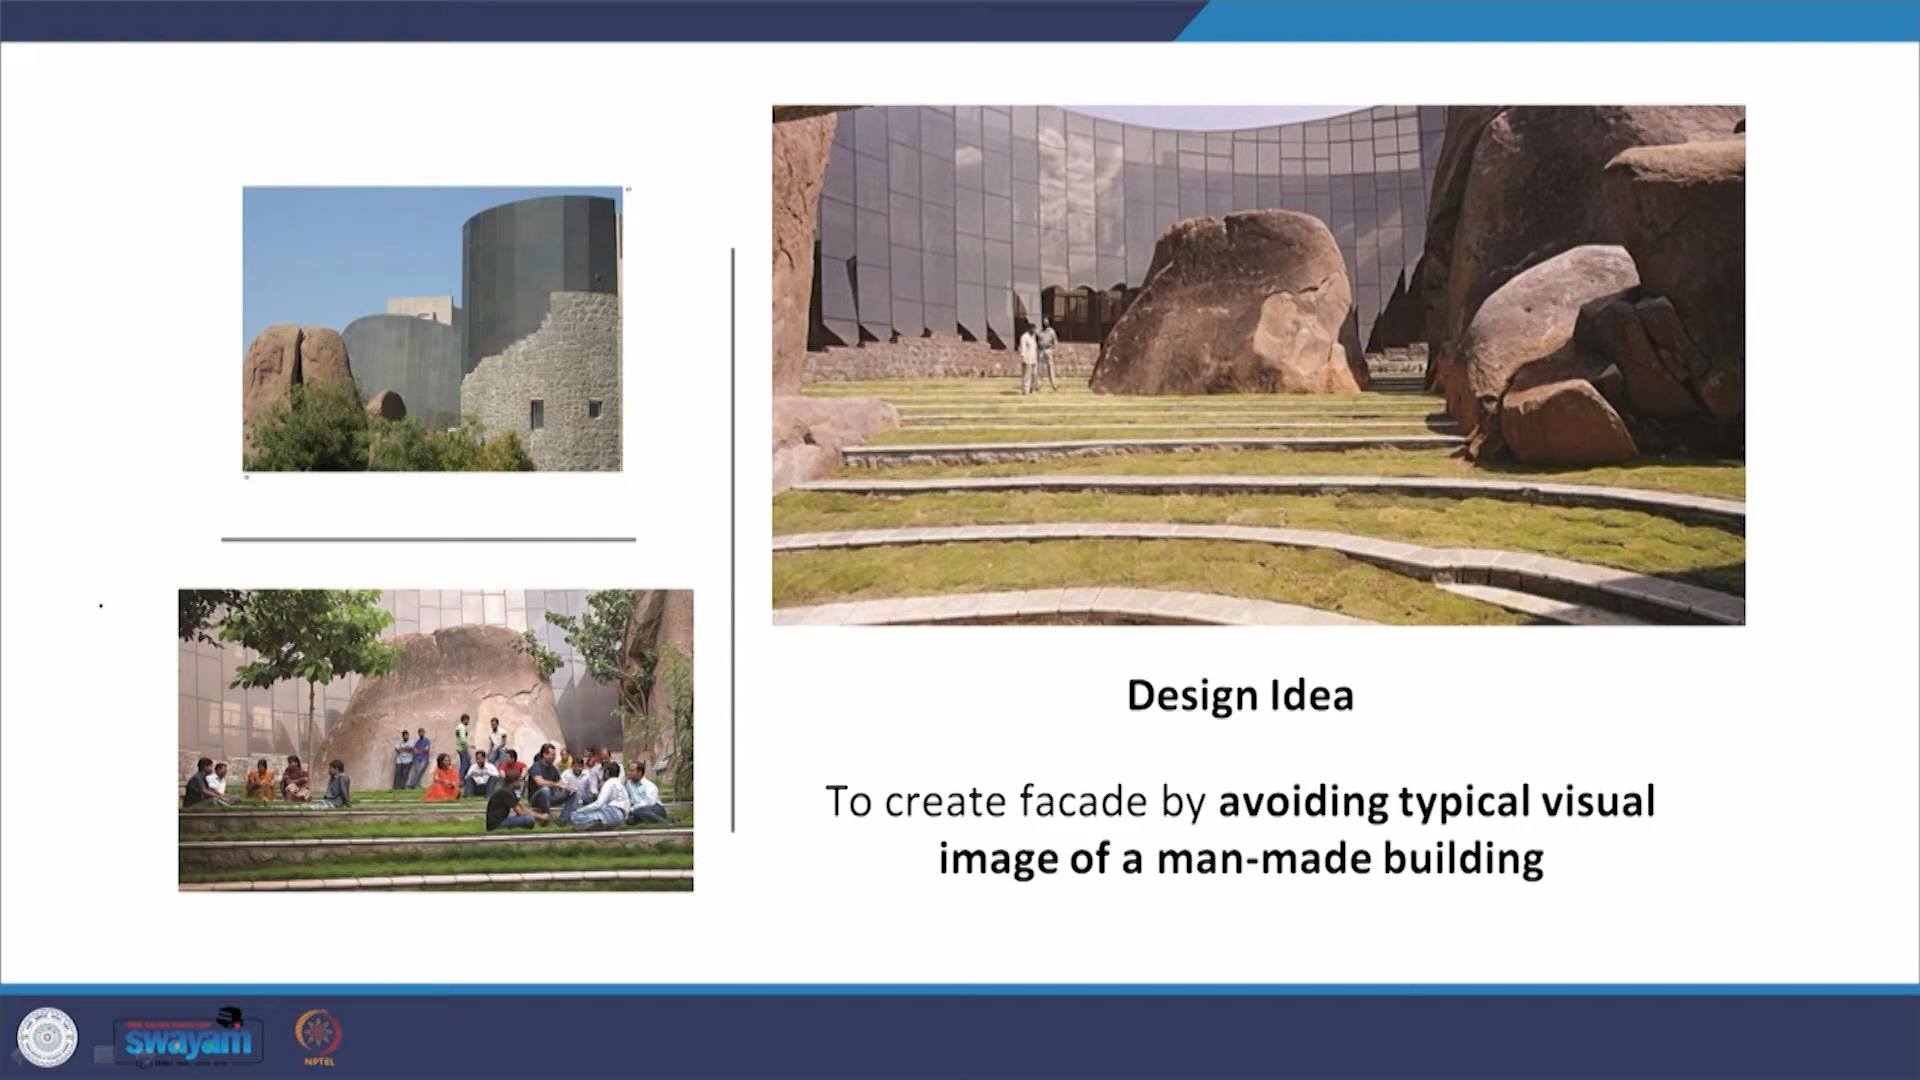 Design Idea
To create facade by avoiding typical visual
image of a man-made building
swayam
NPTEL